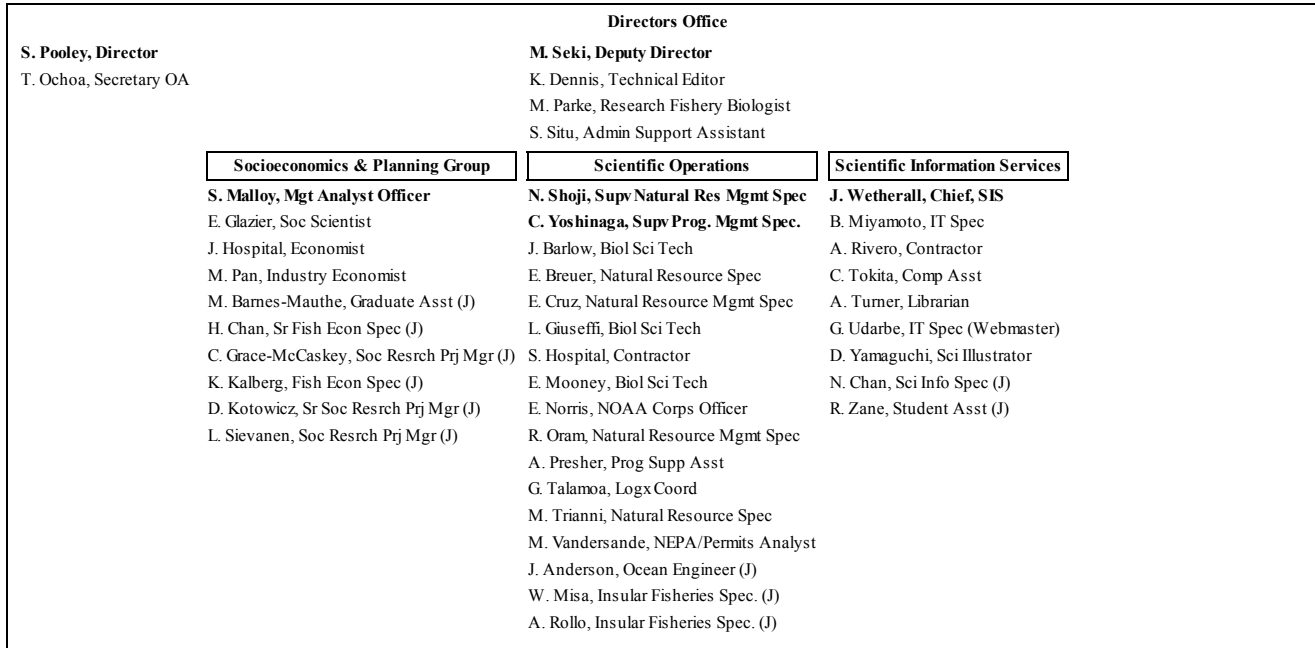 Directors Office
S. Pooley, Director
T. Ochoa, Secretary OA
M. Seki, Deputy Director
K. Dennis, Technical Editor
M. Parke, Research Fishery Biologist
S. Situ, Admin Support Assistant
Socioeconomics & Planning Group
S. Malloy, Mgt Analyst Officer
E. Glazier, Soc Scientist
J. Hospital, Economist
M. Pan, Industry Economist
M. Barnes-Mauthe, Graduate Asst (J)
H. Chan, Sr Fish Econ Spec (J)
C. Grace-McCaskey, Soc Resrch Prj Mgr (J)
K. Kalberg, Fish Econ Spec (J)
D. Kotowicz, Sr Soc Resrch Prj Mgr (J)
L. Sievanen, Soc Resrch Prj Mgr (J)
Scientific Operations
N. Shoji, Supv Natural Res Mgmt Spec
C. Yoshinaga, Supv Prog. Mgmt Spec.
J. Barlow, Biol Sci Tech
E. Breuer, Natural Resource Spec
E. Cruz, Natural Resource Mgmt Spec
L. Giuseffi, Biol Sci Tech
S. Hospital, Contractor
E. Mooney, Biol Sci Tech
E. Norris, NOAA Corps Officer
R. Oram, Natural Resource Mgmt Spec
A. Presher, Prog Supp Asst
G. Talamoa, Logx Coord
M. Trianni, Natural Resource Spec
M. Vandersande, NEPA/Permits Analyst
J. Anderson, Ocean Engineer (J)
W. Misa, Insular Fisheries Spec. (J)
A. Rollo, Insular Fisheries Spec. (J)
Scientific Information Services
J. Wetherall, Chief, SIS
B. Miyamoto, IT Spec
A. Rivero, Contractor
C. Tokita, Comp Asst
A. Turner, Librarian
G. Udarbe, IT Spec (Webmaster)
D. Yamaguchi, Sci Illustrator
N. Chan, Sci Info Spec (J)
R. Zane, Student Asst (J)